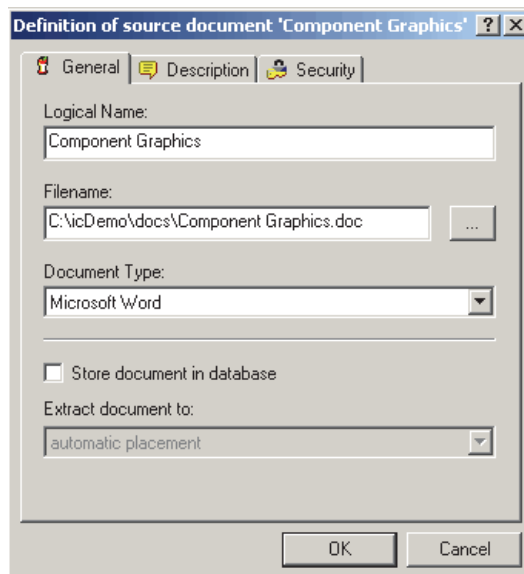 Definition of source document 'Component Graphics' ? X
General Description Security
Logical Name:
Component Graphics
Filename:
C:\icDemo\docs\Component Graphics.doc ...
Document Type:
Microsoft Word
Store document in database
Extract document to:
automatic placement
OK Cancel